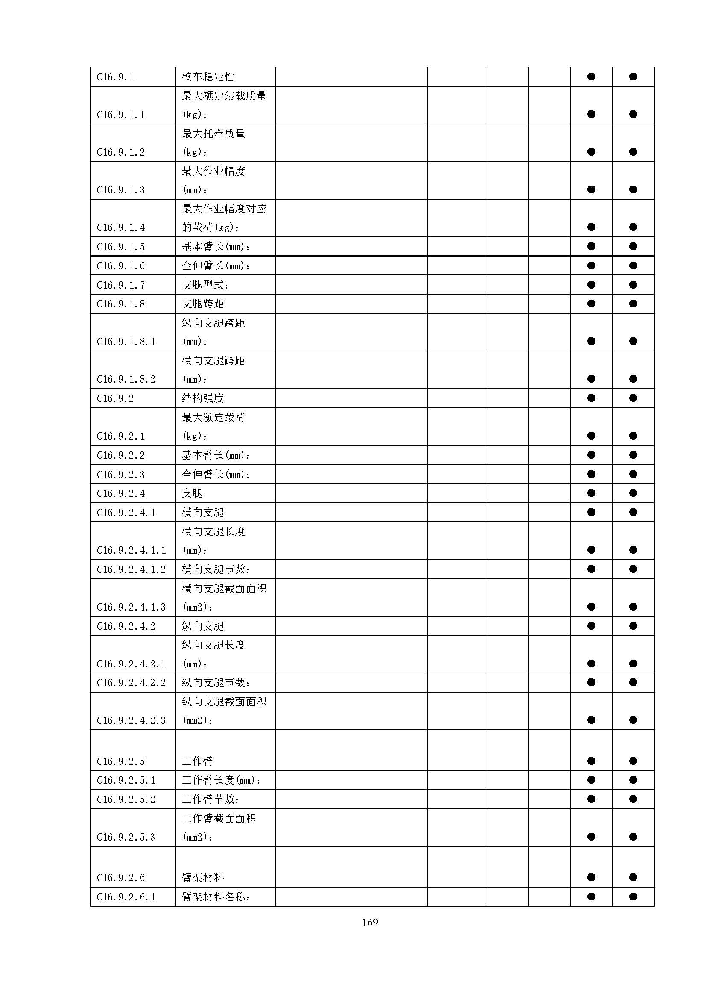 C16.9.1 整车稳定性 ● ●
最大额定装载质量
C16.9.1.1 (kg): ● ●
最大托牵质量
C16.9.1.2 (kg): ● ●
最大作业幅度
C16.9.1.3 (mm): ● ●
最大作业幅度对应
C16.9.1.4 的载荷(kg): ● ●
C16.9.1.5 基本臂长(mm): ● ●
C16.9.1.6 全伸臂长(mm): ● ●
C16.9.1.7 支腿型式: ● ●
C16.9.1.8 支腿跨距 ● ●
纵向支腿跨距
C16.9.1.8.1 (mm): ● ●
横向支腿跨距
C16.9.1.8.2 (mm): ● ●
C16.9.2 结构强度 ● ●
最大额定载荷
C16.9.2.1 (kg): ● ●
C16.9.2.2 基本臂长(mm): ● ●
C16.9.2.3 全伸臂长(mm): ● ●
C16.9.2.4 支腿 ● ●
C16.9.2.4.1 横向支腿 ● ●
横向支腿长度
C16.9.2.4.1.1 (mm): ● ●
C16.9.2.4.1.2 横向支腿节数: ● ●
横向支腿截面面积
C16.9.2.4.1.3 (mm2): ● ●
C16.9.2.4.2 纵向支腿 ● ●
纵向支腿长度
C16.9.2.4.2.1 (mm): ● ●
C16.9.2.4.2.2 纵向支腿节数: ● ●
纵向支腿截面面积
C16.9.2.4.2.3 (mm2): ● ●
C16.9.2.5 工作臂 ● ●
C16.9.2.5.1 工作臂长度(mm): ● ●
C16.9.2.5.2 工作臂节数: ● ●
工作臂截面面积
C16.9.2.5.3 (mm2): ● ●
C16.9.2.6 臂架材料 ● ●
C16.9.2.6.1 臂架材料名称: ● ●
169